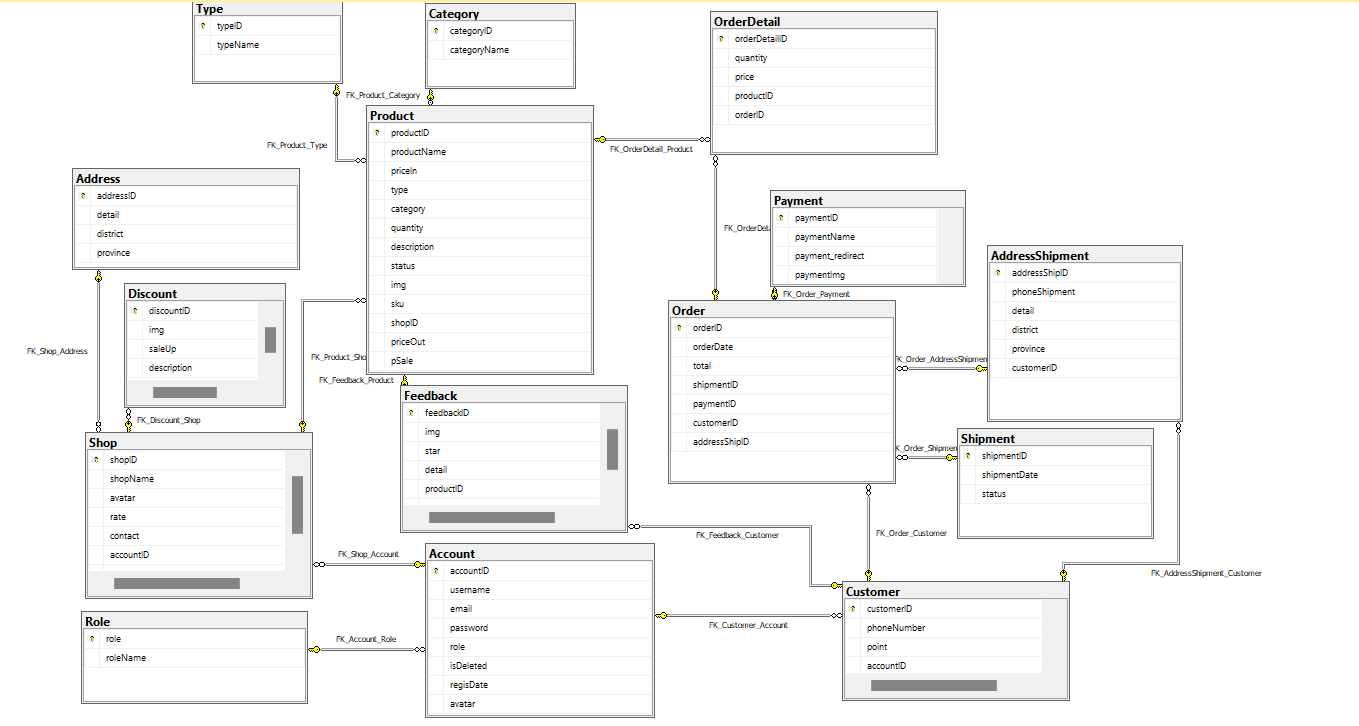 Type
typeID
typeName
Category
categoryID
categoryName
OrderDetail
orderDetailID
quantity
price
productID
orderID
FK_Product_Category
FK_Product_Type
Product
productID
productName
priceIn
type
category
quantity
description
status
img
sku
shopID
priceOut
pSale
FK_OrderDetail_Product
Address
addressID
detail
district
province
Payment
paymentID
paymentName
payment_redirect
paymentImg
FK_OrderDeta
FK_Order_Payment
AddressShipment
addressShipID
phoneShipment
detail
district
province
customerID
Discount
discountID
img
saleUp
description
FK_Shop_Address
FK_Product_Sho
FK_Feedback_Product
FK_Discount_Shop
Order
orderID
orderDate
total
shipmentID
paymentID
customerID
addressShipID
FK_Order_AddressShipmen
FK_Order_Shipmen
Shipment
shipmentID
shipmentDate
status
Feedback
feedbackID
img
star
detail
productID
Shop
shopID
shopName
avatar
rate
contact
accountID
FK_Feedback_Customer
FK_Order_Customer
FK_AddressShipment_Customer
FK_Shop_Account
Account
accountID
username
email
password
role
isDeleted
regisDate
avatar
FK_Customer_Account
Customer
customerID
phoneNumber
point
accountID
Role
role
roleName
FK_Account_Role